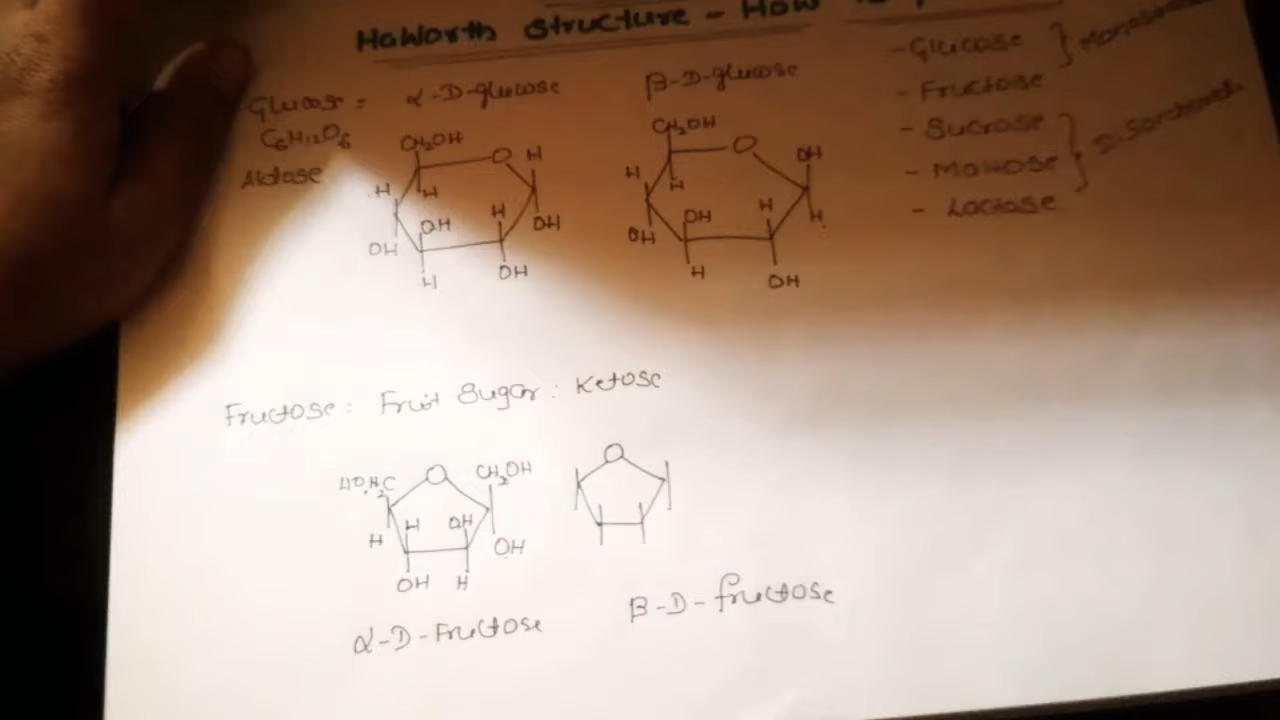 Haworth Structure - How
Glucose = α-D-glucose
C6H12O6
Aldose
CH2OH
O
H
H
H
OH
H
OH
OH
H
OH
β-D-glucose
CH2OH
O
OH
H
H
OH
H
H
OH
H
OH
- Glucose
- Fructose
- Sucrose
- Maltose
- Lactose
Fructose : Fruit Sugar : Ketose
HOH2C
O
CH2OH
H
H
OH
OH
OH
H
O
α-D-Fructose
β-D-fructose